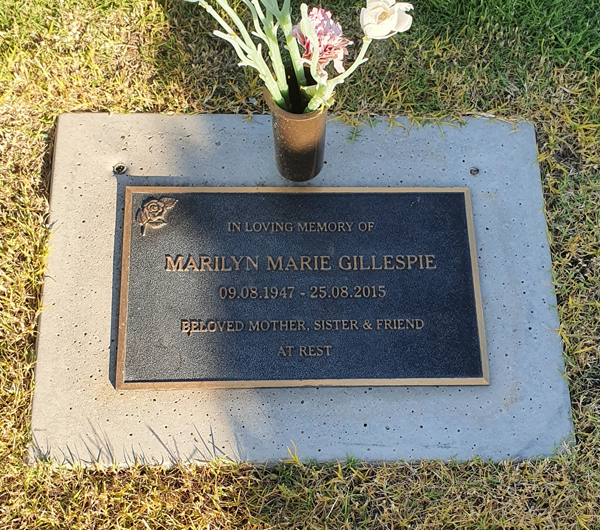 IN LOVING MEMORY OF
MARILYN MARIE GILLESPIE
09.08.1947 - 25.08.2015
BELOVED MOTHER, SISTER & FRIEND
AT REST